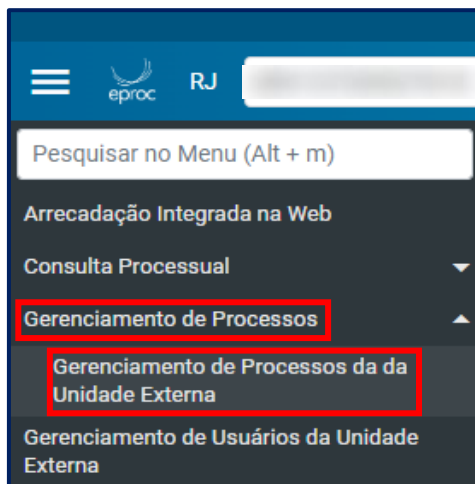 eproc
RJ
Pesquisar no Menu (Alt + m)
Arrecadação Integrada na Web
Consulta Processual
Gerenciamento de Processos
Gerenciamento de Processos da da
Unidade Externa
Gerenciamento de Usuários da Unidade
Externa